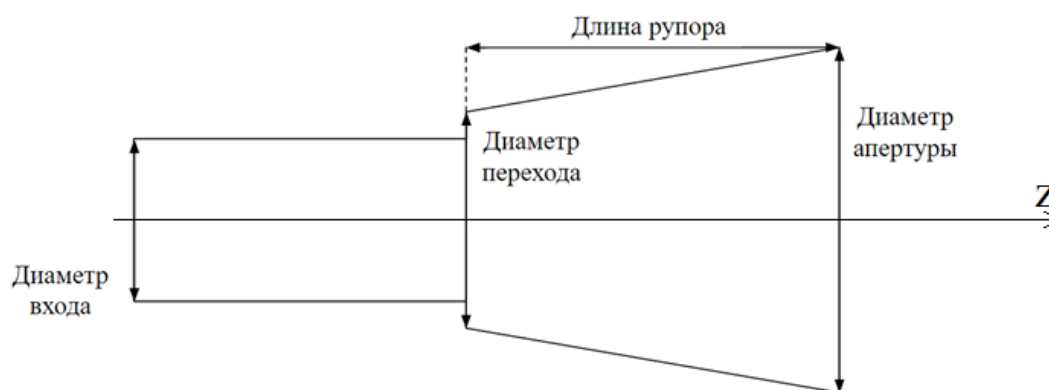 Длина рупора
Диаметр
перехода
Диаметр
апертуры
Z
Диаметр
входа